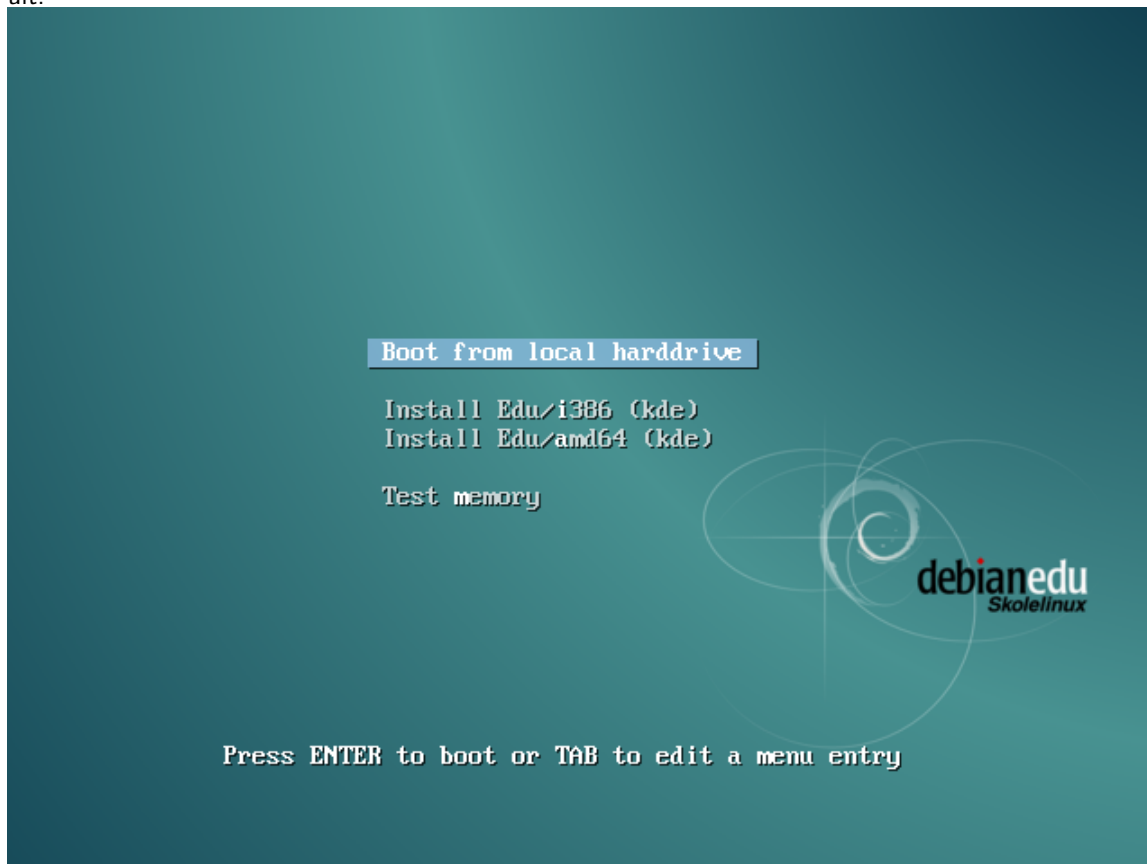 Boot from local harddrive
Install Edu/i386 (kde)
Install Edu/amd64 (kde)
Test memory
debianedu
Skolelinux
Press ENTER to boot or TAB to edit a menu entry